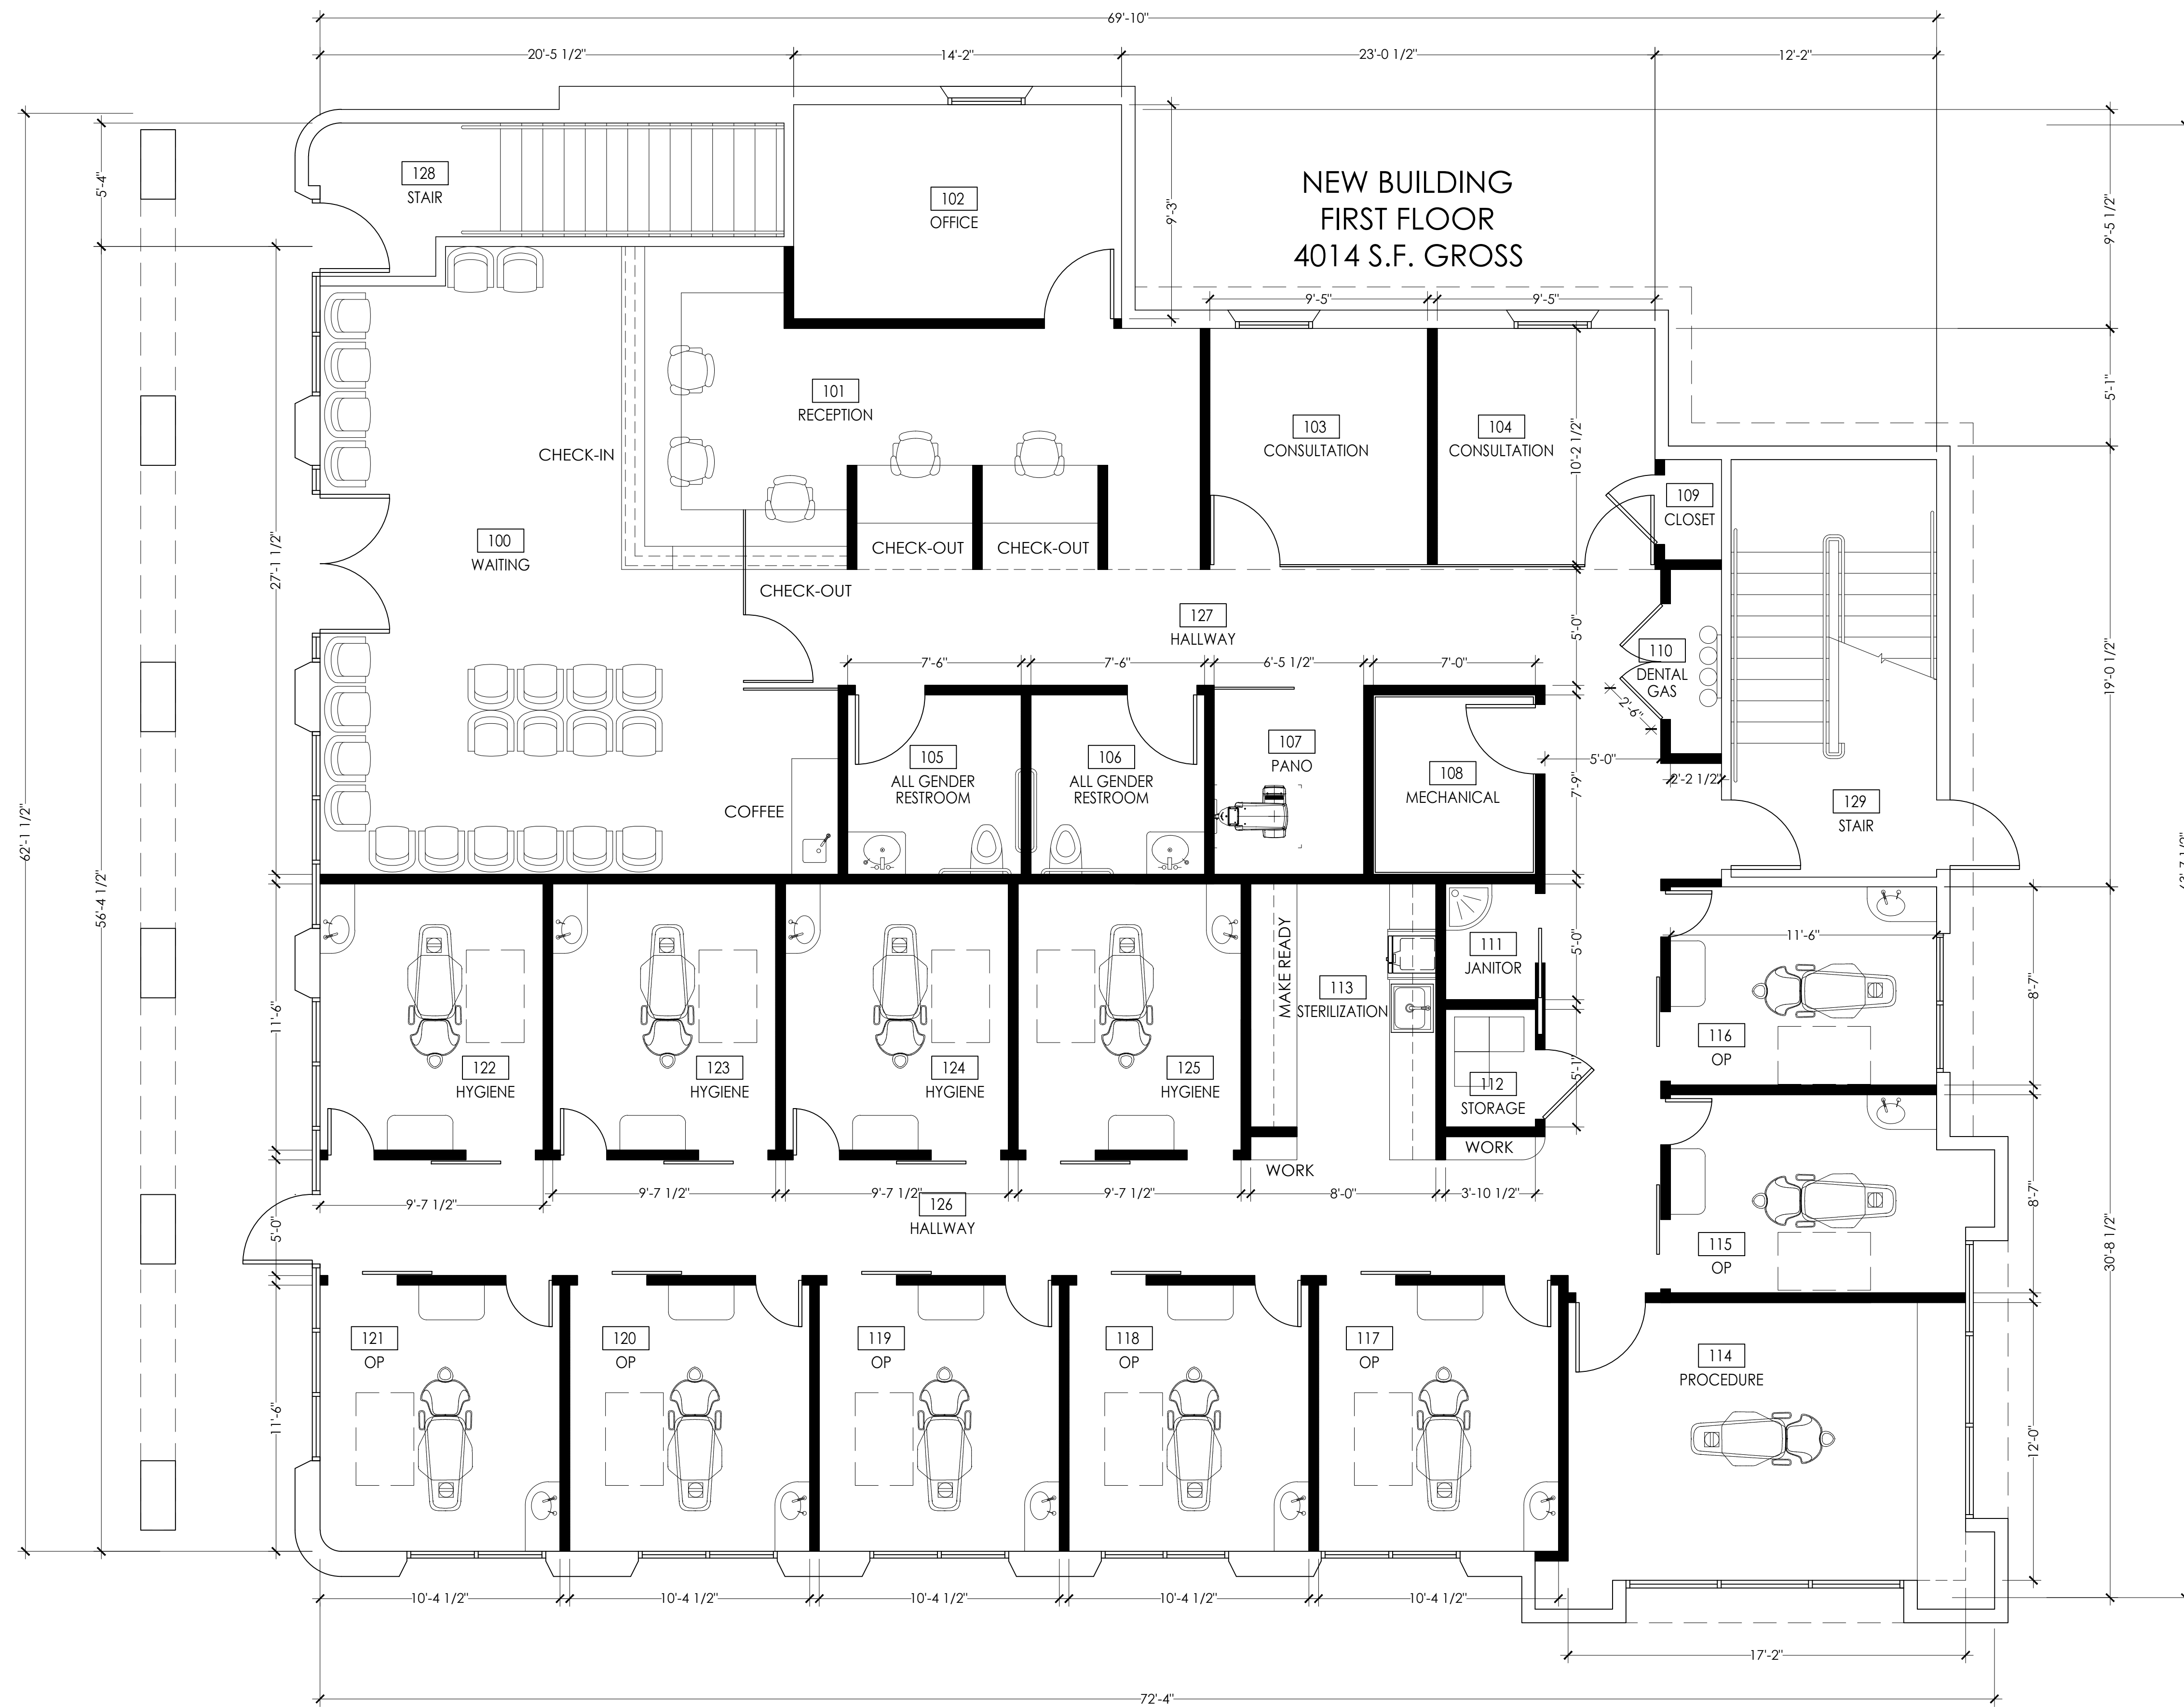 69'-10"
20'-5 1/2"
14'-2"
23'-0 1/2"
12'-2"
NEW BUILDING
FIRST FLOOR
4014 S.F. GROSS
128
STAIR
102
OFFICE
5'-4"
9'-3"
9'-5 1/2"
9'-5"
9'-5"
101
RECEPTION
5'-1"
CHECK-IN
103
CONSULTATION
104
CONSULTATION
10'-2 1/2"
109
CLOSET
100
WAITING
27'-1 1/2"
CHECK-OUT
CHECK-OUT
CHECK-OUT
127
HALLWAY
5'-0"
110
DENTAL
GAS
2'-6"
19'-0 1/2"
7'-6"
7'-6"
6'-5 1/2"
7'-0"
105
ALL GENDER
RESTROOM
106
ALL GENDER
RESTROOM
107
PANO
108
MECHANICAL
7'-9"
5'-0"
2'-2 1/2"
129
STAIR
COFFEE
62'-1 1/2"
56'-4 1/2"
63'-7 1/2"
11'-6"
122
HYGIENE
123
HYGIENE
124
HYGIENE
125
HYGIENE
MAKE READY
113
STERILIZATION
111
JANITOR
5'-0"
11'-6"
116
OP
8'-7"
112
STORAGE
5'-1"
WORK
WORK
9'-7 1/2"
9'-7 1/2"
9'-7 1/2"
9'-7 1/2"
8'-0"
3'-10 1/2"
126
HALLWAY
5'-0"
115
OP
8'-7"
30'-8 1/2"
121
OP
120
OP
119
OP
118
OP
117
OP
114
PROCEDURE
11'-6"
12'-0"
10'-4 1/2"
10'-4 1/2"
10'-4 1/2"
10'-4 1/2"
10'-4 1/2"
17'-2"
72'-4"